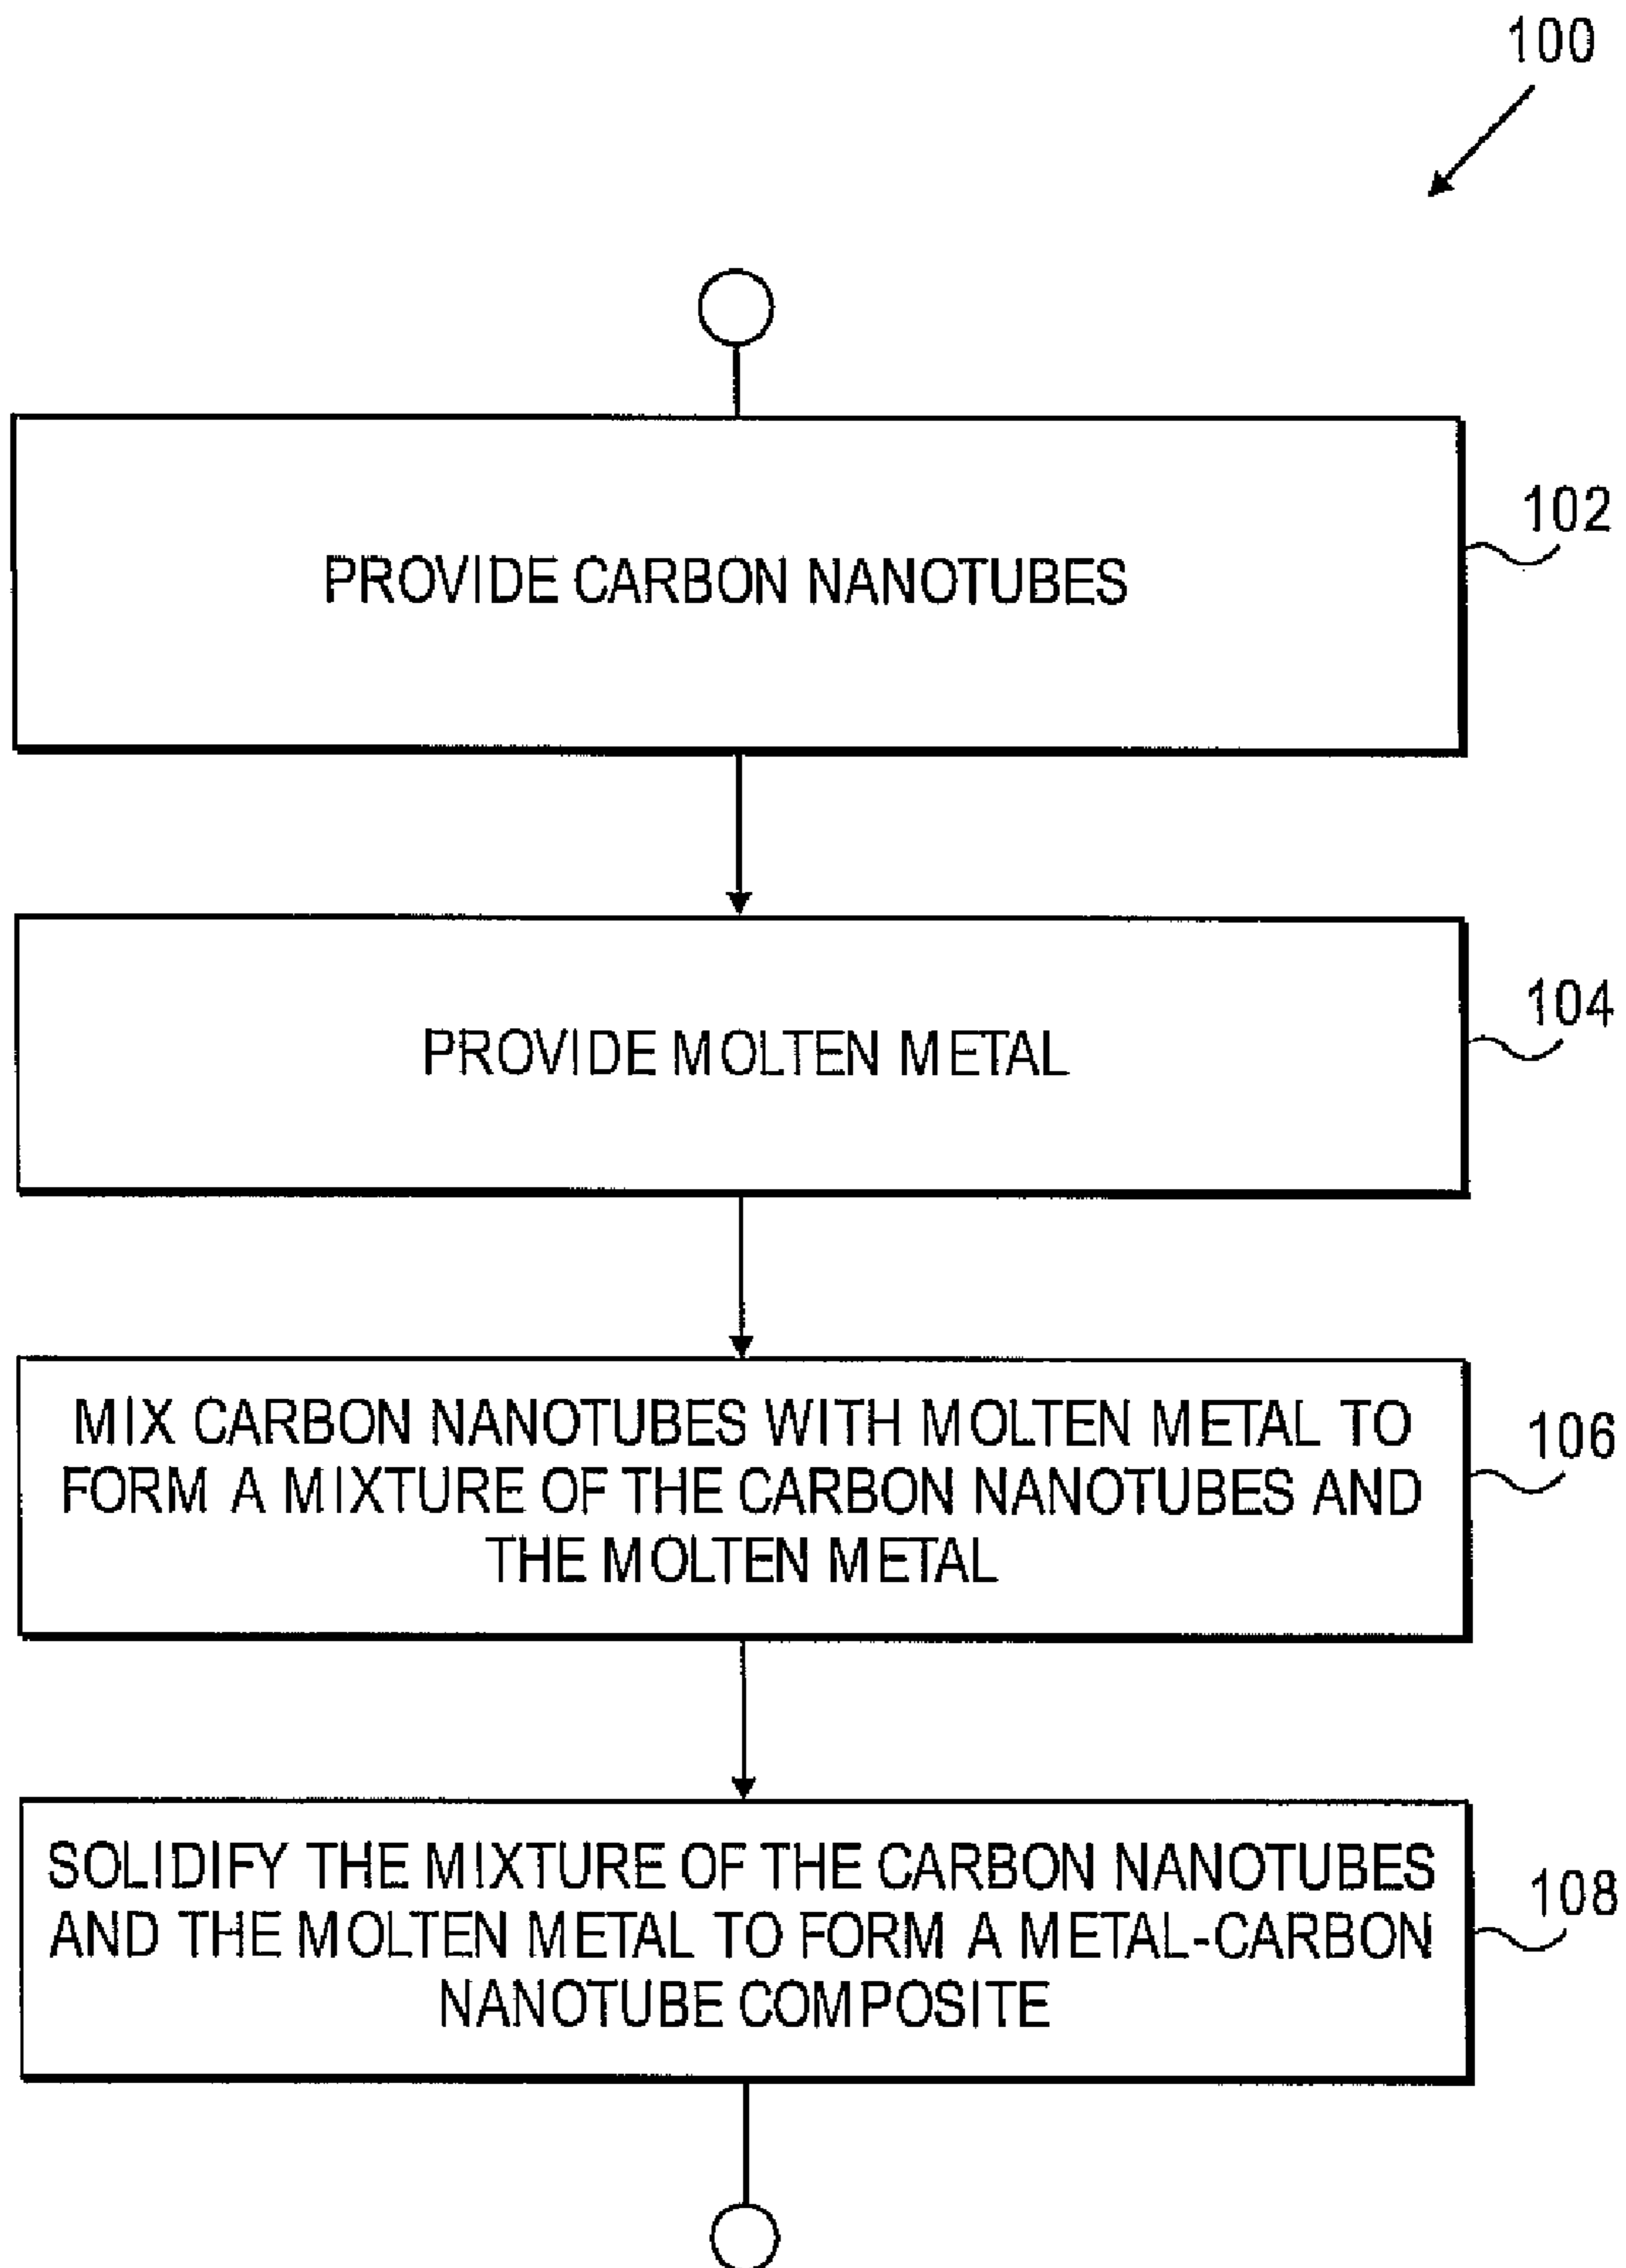 100
PROVIDE CARBON NANOTUBES
102
PROVIDE MOLTEN METAL
104
MIX CARBON NANOTUBES WITH MOLTEN METAL TO
FORM A MIXTURE OF THE CARBON NANOTUBES AND
THE MOLTEN METAL
106
SOLIDIFY THE MIXTURE OF THE CARBON NANOTUBES
AND THE MOLTEN METAL TO FORM A METAL-CARBON
NANOTUBE COMPOSITE
108